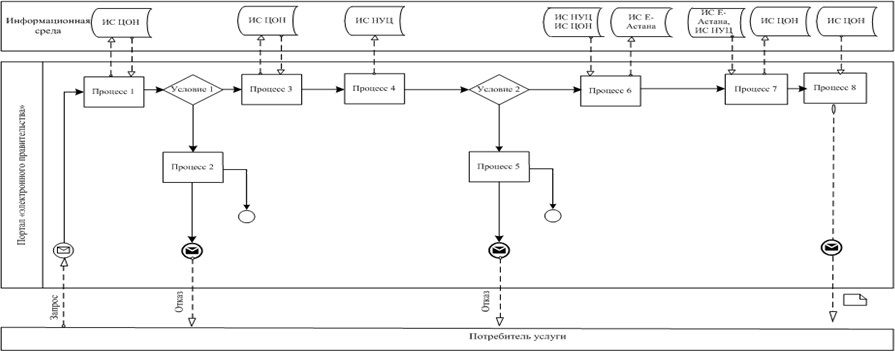 Информационная
среда
ИС ЦОН
ИС ЦОН
ИС НУЦ
ИС НУЦ
ИС ЦОН
ИС Е-
Астана
ИС Е-
Астана,
ИС НУЦ
ИС ЦОН
ИС ЦОН
Портал «электронного правительства»
Процесс 1
Условие 1
Процесс 3
Процесс 4
Условие 2
Процесс 6
Процесс 7
Процесс 8
Процесс 2
Процесс 5
Запрос
Отказ
Отказ
Потребитель услуги